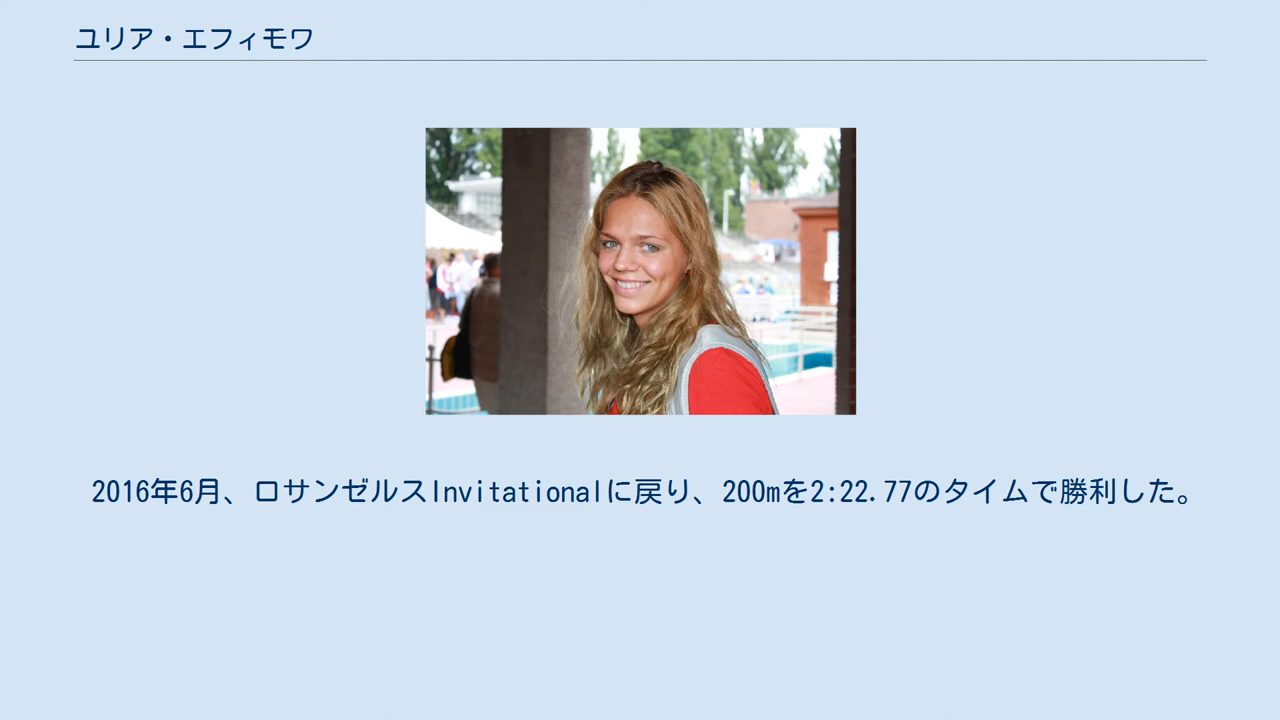 ユリア・エフィモワ
2016年6月、ロサンゼルスInvitationalに戻り、200mを2:22.77のタイムで勝利した。